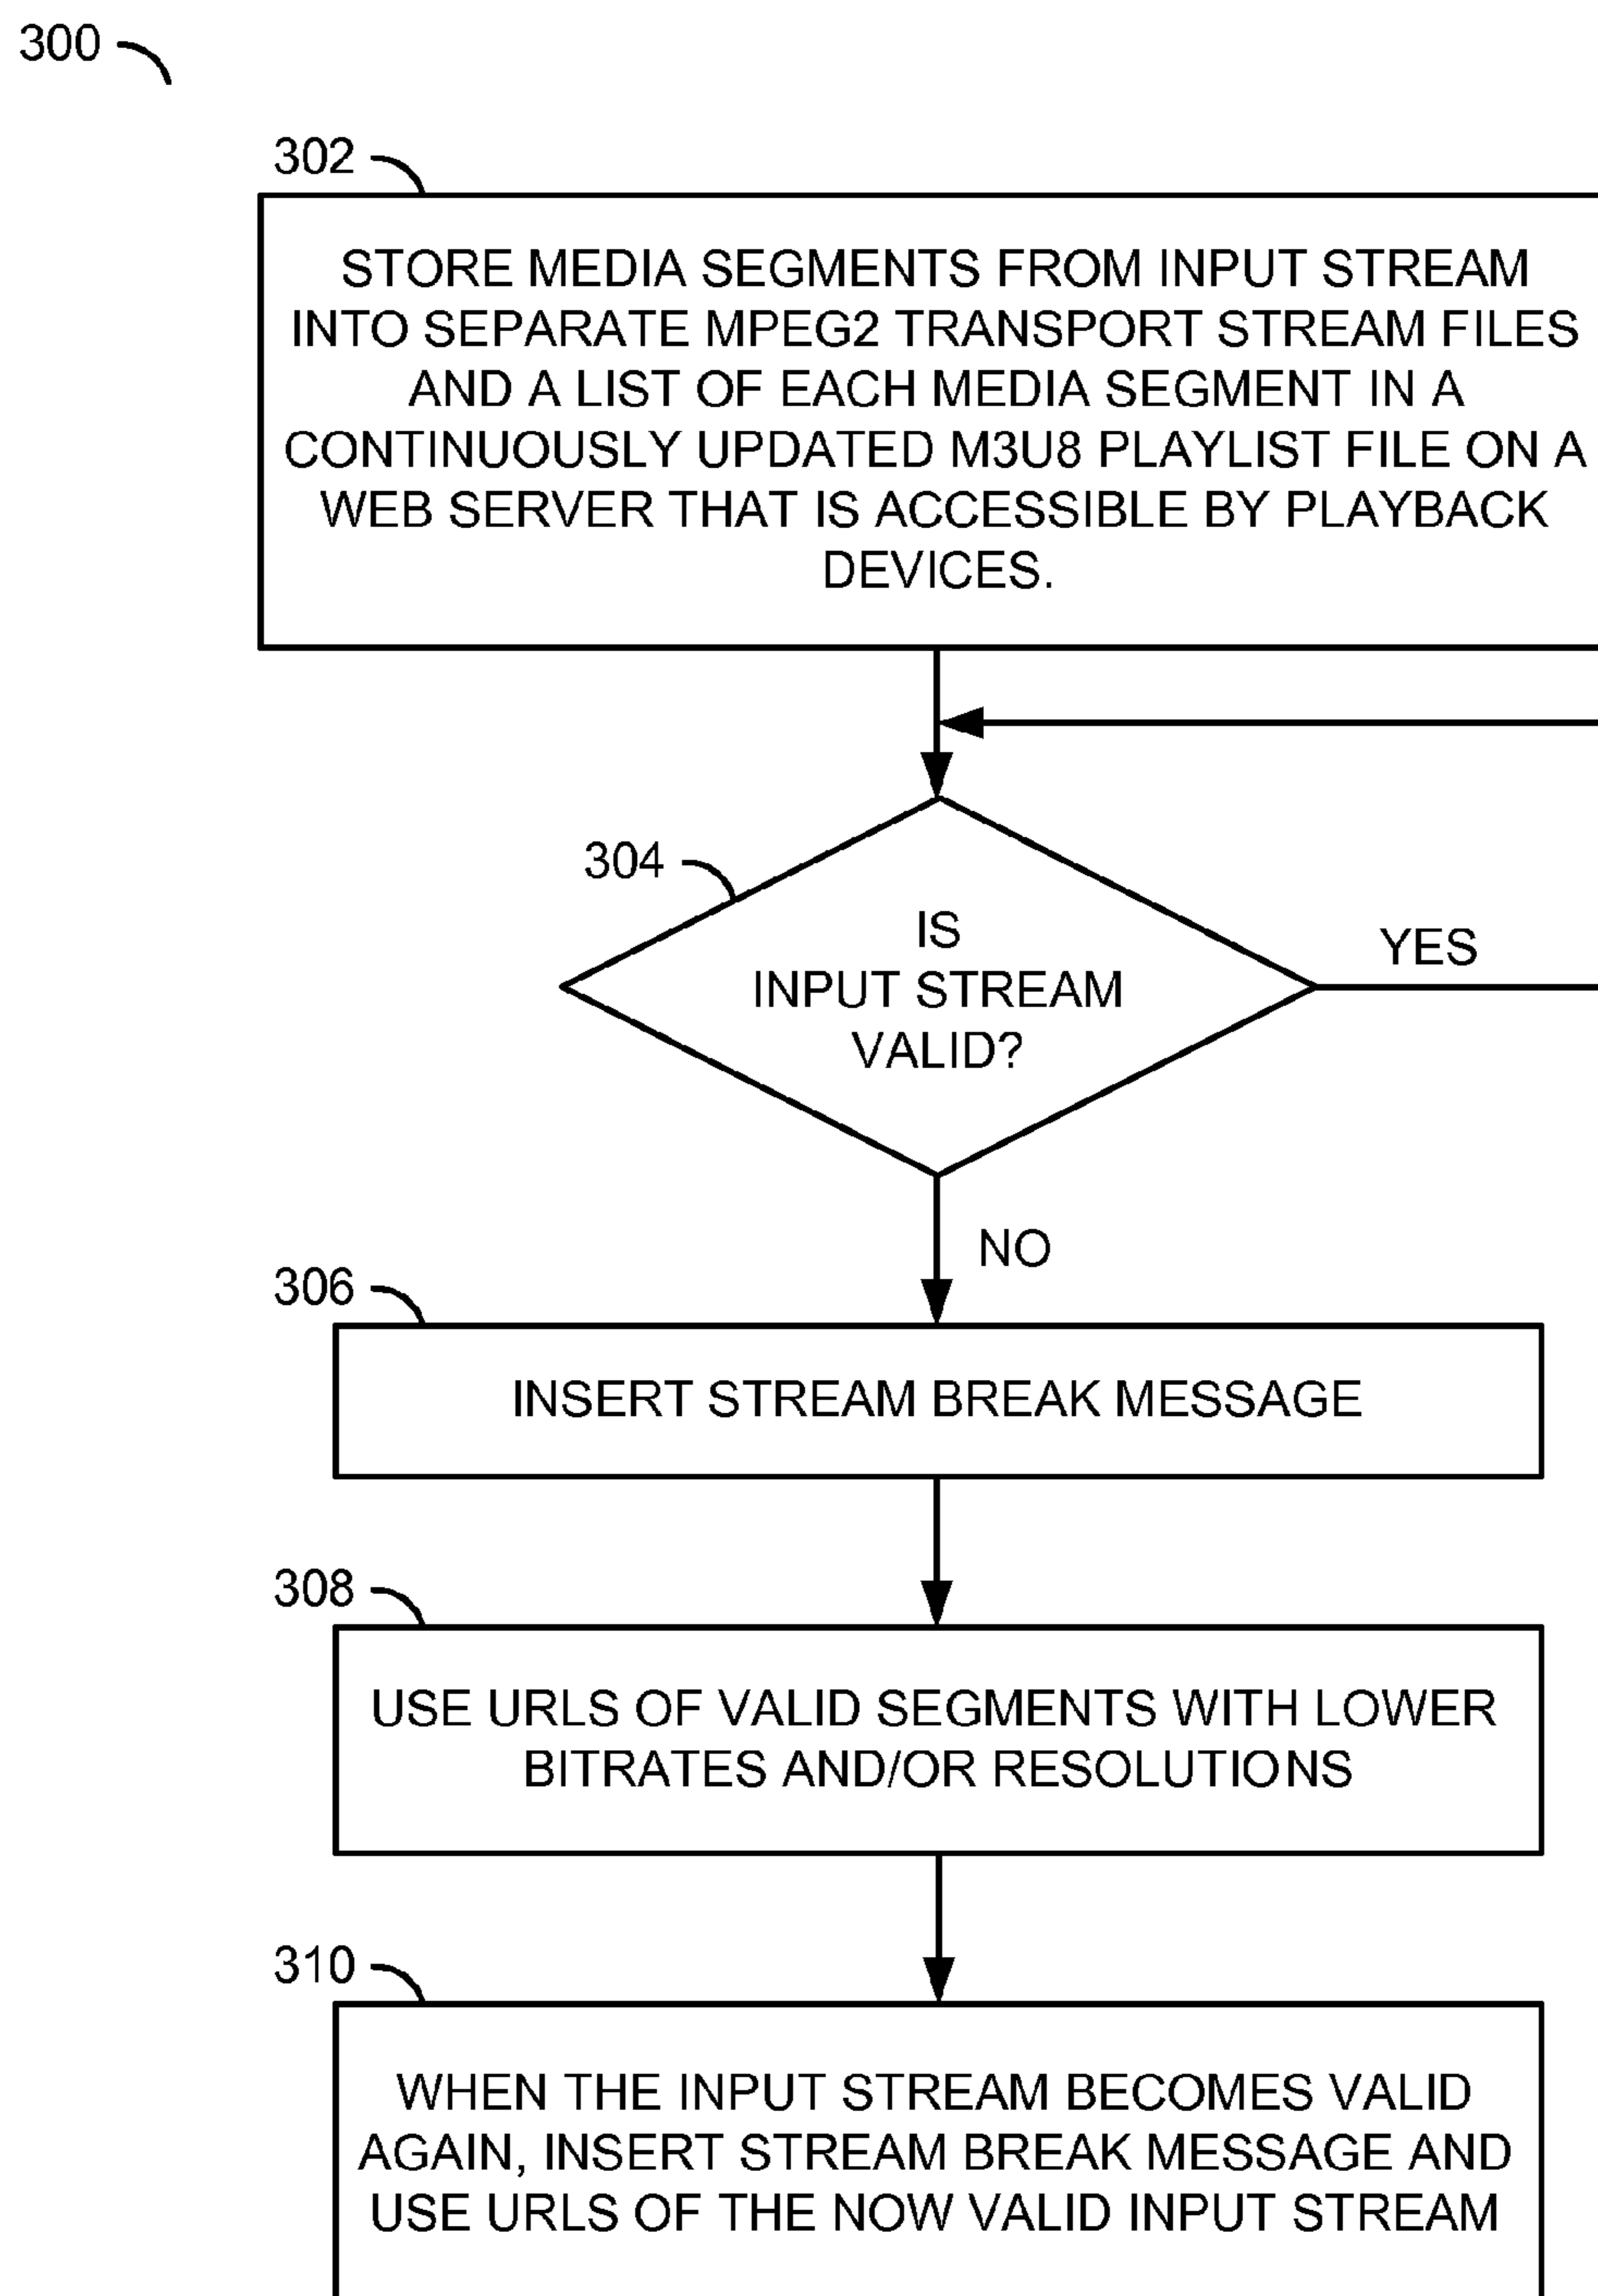 300
302
STORE MEDIA SEGMENTS FROM INPUT STREAM
INTO SEPARATE MPEG2 TRANSPORT STREAM FILES
AND A LIST OF EACH MEDIA SEGMENT IN A
CONTINUOUSLY UPDATED M3U8 PLAYLIST FILE ON A
WEB SERVER THAT IS ACCESSIBLE BY PLAYBACK
DEVICES.
304
IS
INPUT STREAM
VALID?
YES
NO
306
INSERT STREAM BREAK MESSAGE
308
USE URLS OF VALID SEGMENTS WITH LOWER
BITRATES AND/OR RESOLUTIONS
310
WHEN THE INPUT STREAM BECOMES VALID
AGAIN, INSERT STREAM BREAK MESSAGE AND
USE URLS OF THE NOW VALID INPUT STREAM